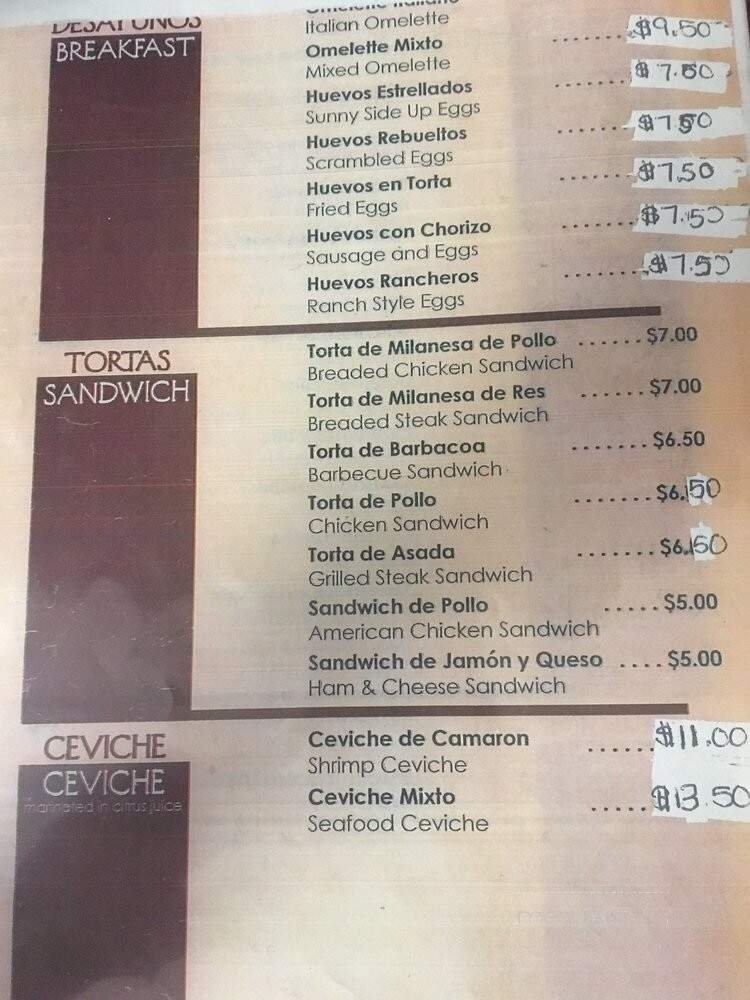 DESAYUNOS
BREAKFAST
Omelette Italiano
Italian Omelette
Omelette Mixto ....... $9.50
Mixed Omelette
Huevos Estrellados ....... $7.50
Sunny Side Up Eggs
Huevos Rebueltos ....... $7.50
Scrambled Eggs
Huevos en Torta ....... $7.50
Fried Eggs
Huevos con Chorizo ....... $7.50
Sausage and Eggs
Huevos Rancheros ....... $7.50
Ranch Style Eggs
TORTAS
SANDWICH
Torta de Milanesa de Pollo ...... $7.00
Breaded Chicken Sandwich
Torta de Milanesa de Res ...... $7.00
Breaded Steak Sandwich
Torta de Barbacoa ....... $6.50
Barbecue Sandwich
Torta de Pollo ....... $6.50
Chicken Sandwich
Torta de Asada ....... $6.50
Grilled Steak Sandwich
Sandwich de Pollo ..... $5.00
American Chicken Sandwich
Sandwich de Jamón y Queso .... $5.00
Ham & Cheese Sandwich
CEVICHE
CEVICHE
marinated in citrus juice
Ceviche de Camaron ...... $11.00
Shrimp Ceviche
Ceviche Mixto ..... $13.50
Seafood Ceviche